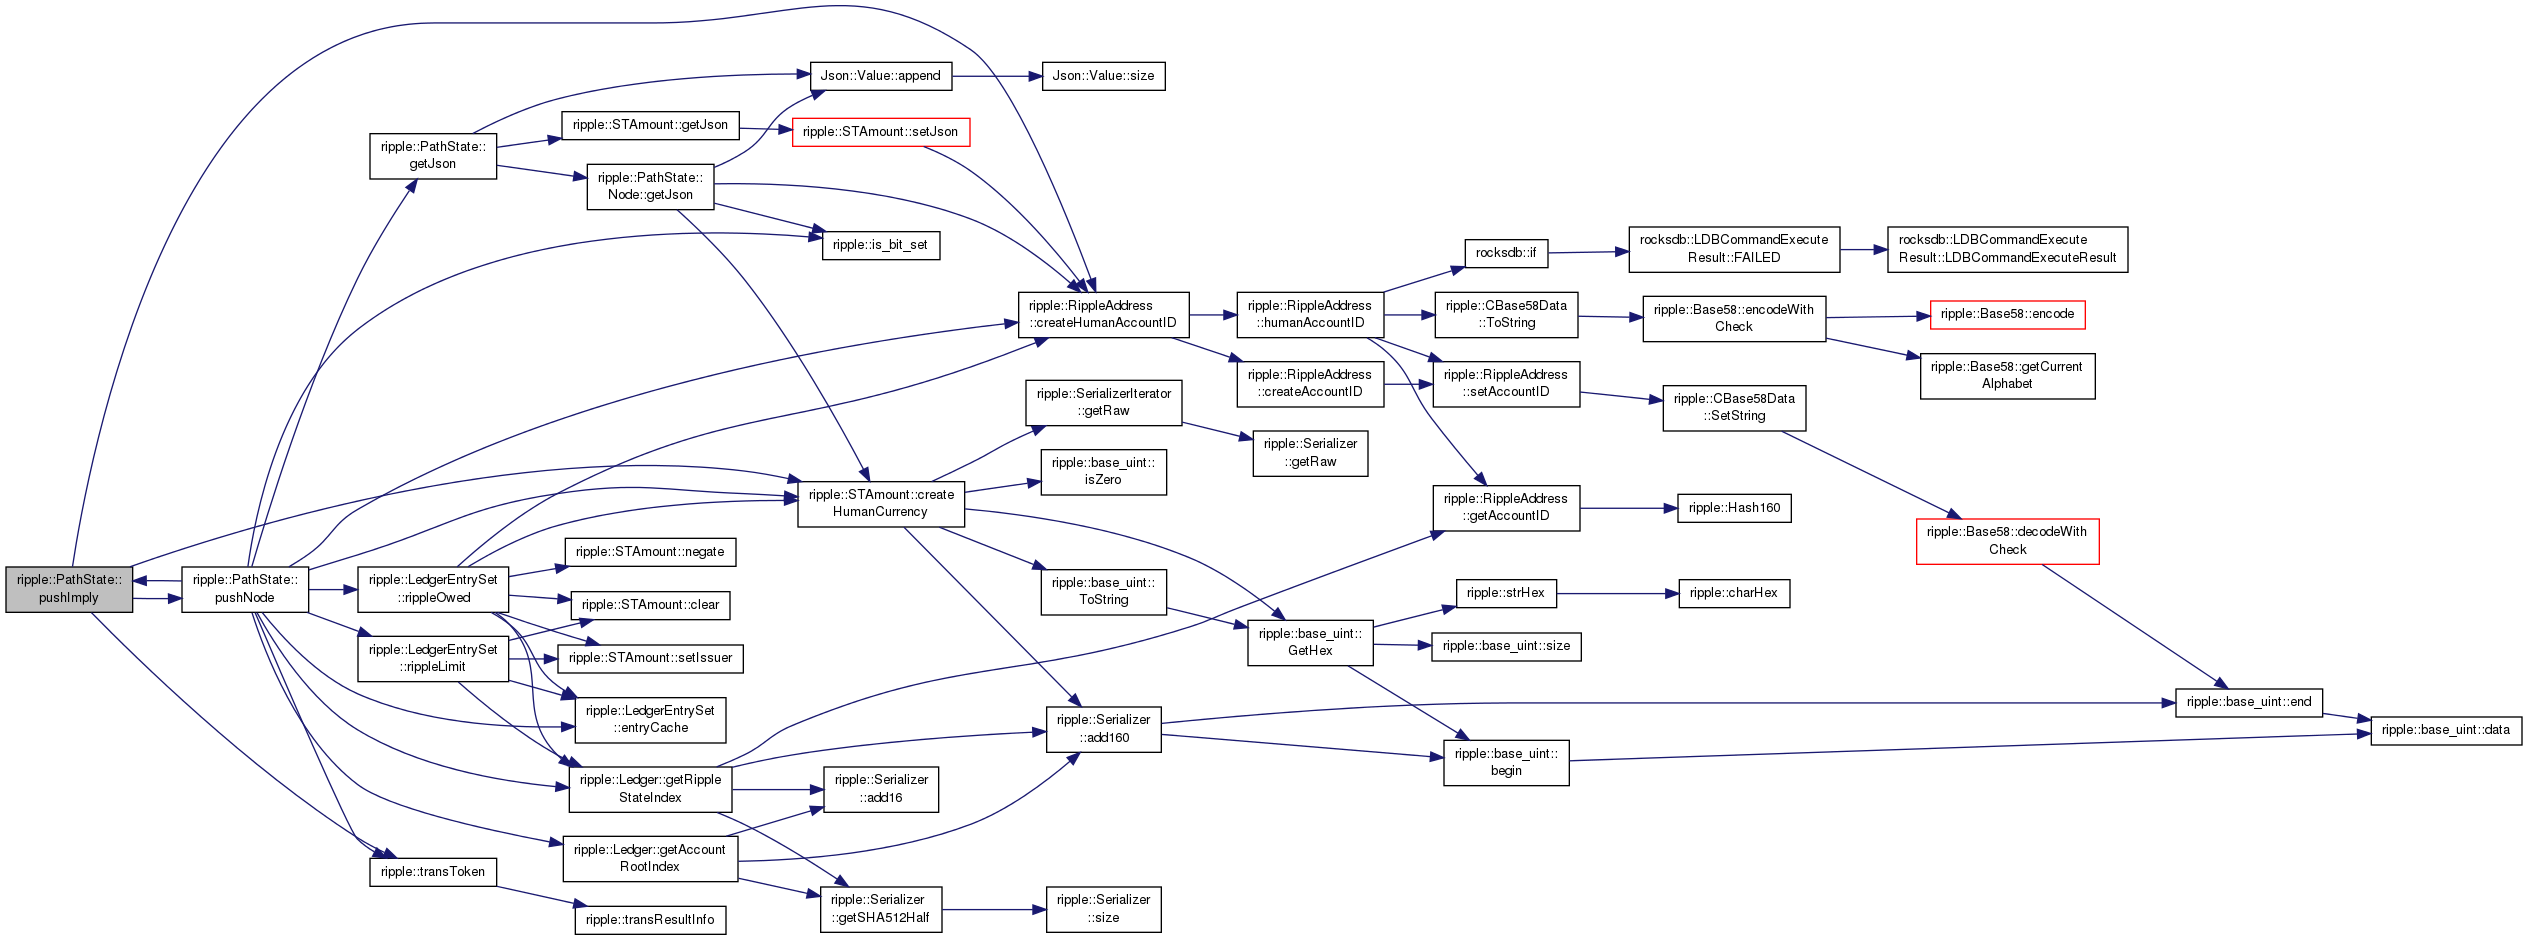 ripple::PathState::
pushImply
ripple::PathState::
pushNode
ripple::PathState::
getJson
ripple::LedgerEntrySet
::rippleOwed
ripple::LedgerEntrySet
::rippleLimit
ripple::transToken
ripple::STAmount::getJson
ripple::PathState::
Node::getJson
ripple::STAmount::negate
ripple::STAmount::clear
ripple::STAmount::setIssuer
ripple::LedgerEntrySet
::entryCache
ripple::Ledger::getRipple
StateIndex
ripple::Ledger::getAccount
RootIndex
ripple::transResultInfo
Json::Value::append
ripple::STAmount::setJson
ripple::is_bit_set
ripple::STAmount::create
HumanCurrency
ripple::Serializer
::add16
ripple::Serializer
::getSHA512Half
Json::Value::size
ripple::RippleAddress
::createHumanAccountID
ripple::SerializerIterator
::getRaw
ripple::base_uint::
isZero
ripple::base_uint::
ToString
ripple::Serializer
::add160
ripple::Serializer
::size
ripple::RippleAddress
::humanAccountID
ripple::RippleAddress
::createAccountID
ripple::Serializer
::getRaw
ripple::base_uint::
GetHex
rocksdb::if
ripple::CBase58Data
::ToString
ripple::RippleAddress
::setAccountID
ripple::RippleAddress
::getAccountID
ripple::strHex
ripple::base_uint::size
ripple::base_uint::
begin
rocksdb::LDBCommandExecute
Result::FAILED
ripple::Base58::encodeWith
Check
ripple::CBase58Data
::SetString
ripple::Hash160
ripple::charHex
rocksdb::LDBCommandExecute
Result::LDBCommandExecuteResult
ripple::Base58::encode
ripple::Base58::getCurrent
Alphabet
ripple::Base58::decodeWith
Check
ripple::base_uint::end
ripple::base_uint::data